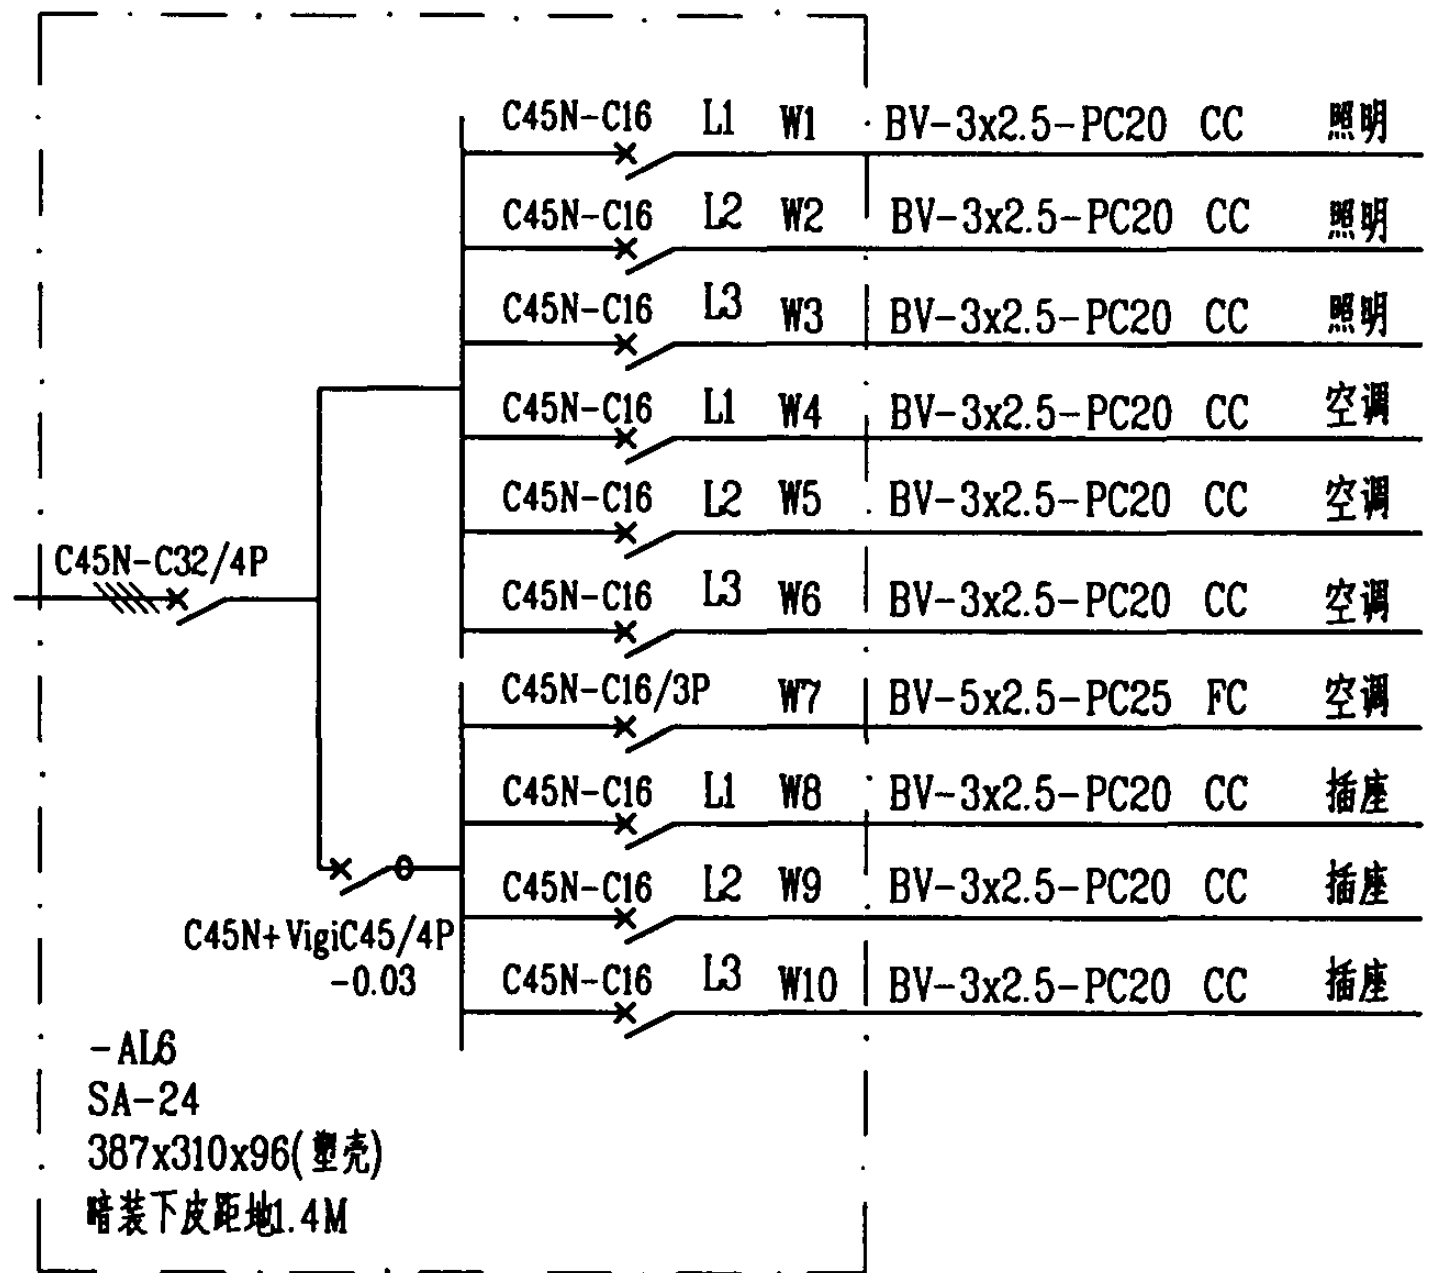 C45N-C16 L1 W1 BV-3x2.5-PC20 CC 照明
C45N-C16 L2 W2 BV-3x2.5-PC20 CC 照明
C45N-C16 L3 W3 BV-3x2.5-PC20 CC 照明
C45N-C16 L1 W4 BV-3x2.5-PC20 CC 空调
C45N-C16 L2 W5 BV-3x2.5-PC20 CC 空调
C45N-C32/4P
C45N-C16 L3 W6 BV-3x2.5-PC20 CC 空调
C45N-C16/3P W7 BV-5x2.5-PC25 FC 空调
C45N-C16 L1 W8 BV-3x2.5-PC20 CC 插座
C45N-C16 L2 W9 BV-3x2.5-PC20 CC 插座
C45N+VigiC45/4P
-0.03
C45N-C16 L3 W10 BV-3x2.5-PC20 CC 插座
-AL6
SA-24
387x310x96(塑壳)
暗装下皮距地1.4M